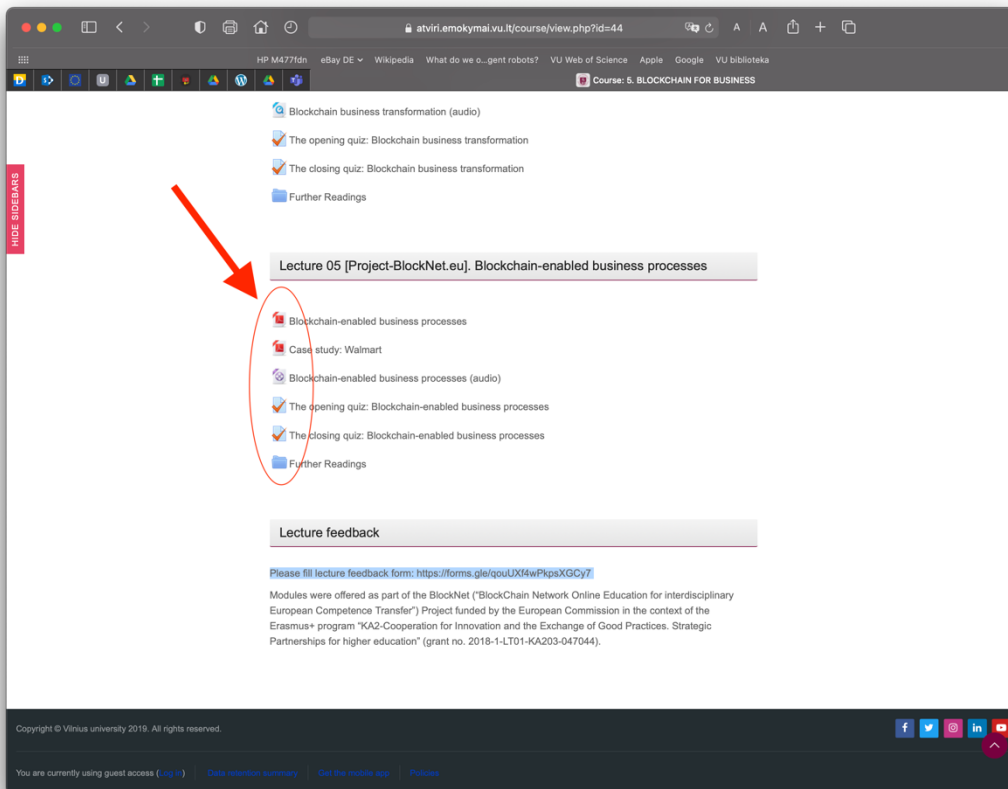 atviri.emokymai.vu.lt/course/view.php?id=44
A A
HP M477fdn eBay DE Wikipedia What do we o...gent robots? VU Web of Science Apple Google VU biblioteka
Course: 5. BLOCKCHAIN FOR BUSINESS
Blockchain business transformation (audio)
The opening quiz: Blockchain business transformation
The closing quiz: Blockchain business transformation
Further Readings
HIDE SIDEBARS
Lecture 05 [Project-BlockNet.eu]. Blockchain-enabled business processes
Blockchain-enabled business processes
Case study: Walmart
Blockchain-enabled business processes (audio)
The opening quiz: Blockchain-enabled business processes
The closing quiz: Blockchain-enabled business processes
Further Readings
Lecture feedback
Please fill lecture feedback form: https://forms.gle/qouUXf4wPkpsXGCy7
Modules were offered as part of the BlockNet ("BlockChain Network Online Education for interdisciplinary
European Competence Transfer") Project funded by the European Commission in the context of the
Erasmus+ program "KA2-Cooperation for Innovation and the Exchange of Good Practices. Strategic
Partnerships for higher education" (grant no. 2018-1-LT01-KA203-047044).
Copyright © Vilnius university 2019. All rights reserved.
You are currently using guest access (Log in) Data retention summary Get the mobile app